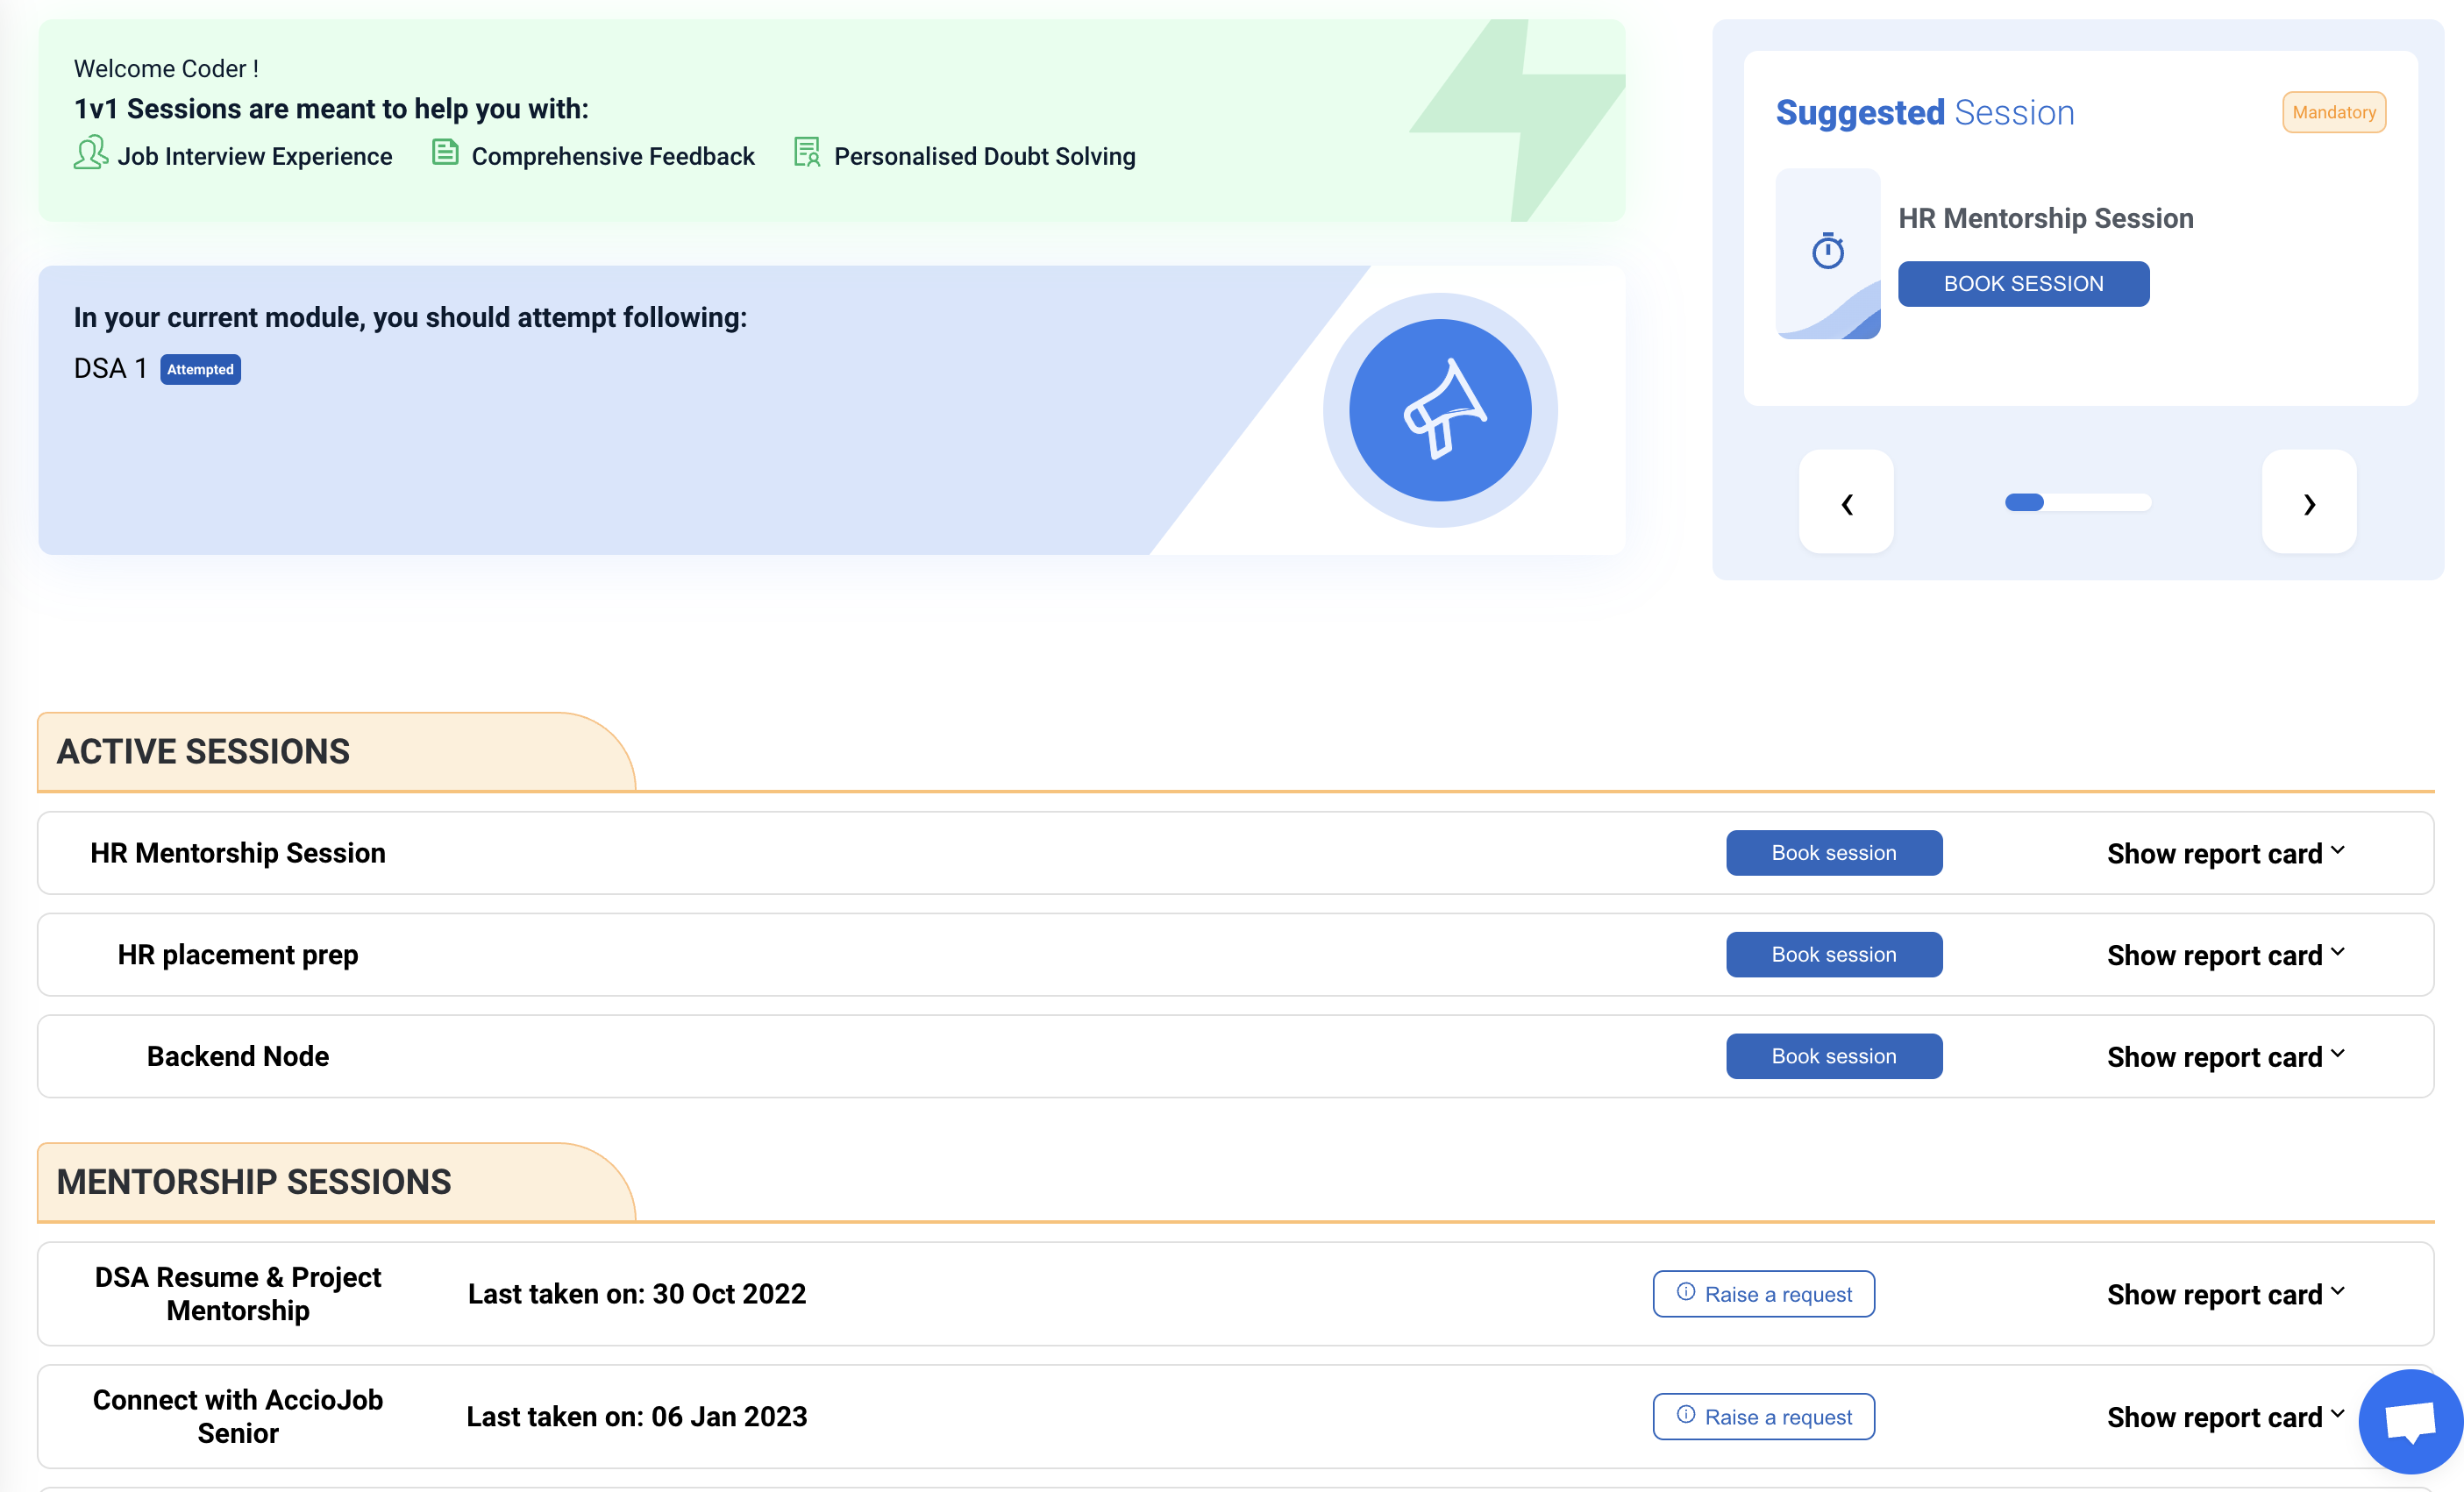 Welcome Coder !
1v1 Sessions are meant to help you with:
Job Interview Experience
Comprehensive Feedback
Personalised Doubt Solving
In your current module, you should attempt following:
DSA 1 Attempted
Suggested Session
Mandatory
HR Mentorship Session
BOOK SESSION
ACTIVE SESSIONS
HR Mentorship Session
Book session
Show report card
HR placement prep
Book session
Show report card
Backend Node
Book session
Show report card
MENTORSHIP SESSIONS
DSA Resume & Project
Mentorship
Last taken on: 30 Oct 2022
Raise a request
Show report card
Connect with AccioJob
Senior
Last taken on: 06 Jan 2023
Raise a request
Show report card